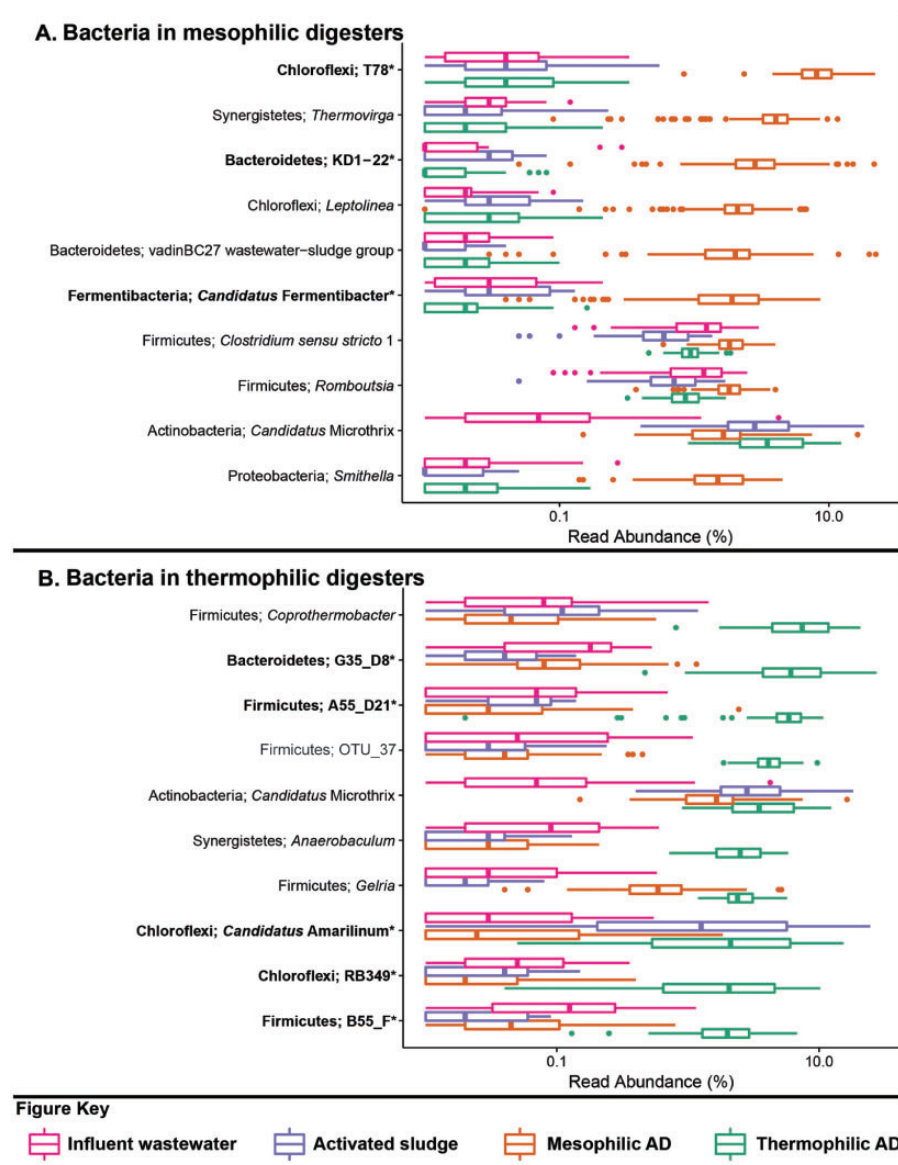 A. Bacteria in mesophilic digesters
Chloroflexi; T78*
Synergistetes; Thermovirga
Bacteroidetes; KD1−22*
Chloroflexi; Leptolinea
Bacteroidetes; vadinBC27 wastewater−sludge group
Fermentibacteria; Candidatus Fermentibacter*
Firmicutes; Clostridium sensu stricto 1
Firmicutes; Romboutsia
Actinobacteria; Candidatus Microthrix
Proteobacteria; Smithella
0.1 10.0
Read Abundance (%)
B. Bacteria in thermophilic digesters
Firmicutes; Coprothermobacter
Bacteroidetes; G35_D8*
Firmicutes; A55_D21*
Firmicutes; OTU_37
Actinobacteria; Candidatus Microthrix
Synergistetes; Anaerobaculum
Firmicutes; Gelria
Chloroflexi; Candidatus Amarilinum*
Chloroflexi; RB349*
Firmicutes; B55_F*
0.1 10.0
Read Abundance (%)
Figure Key
Influent wastewater Activated sludge Mesophilic AD Thermophilic AD